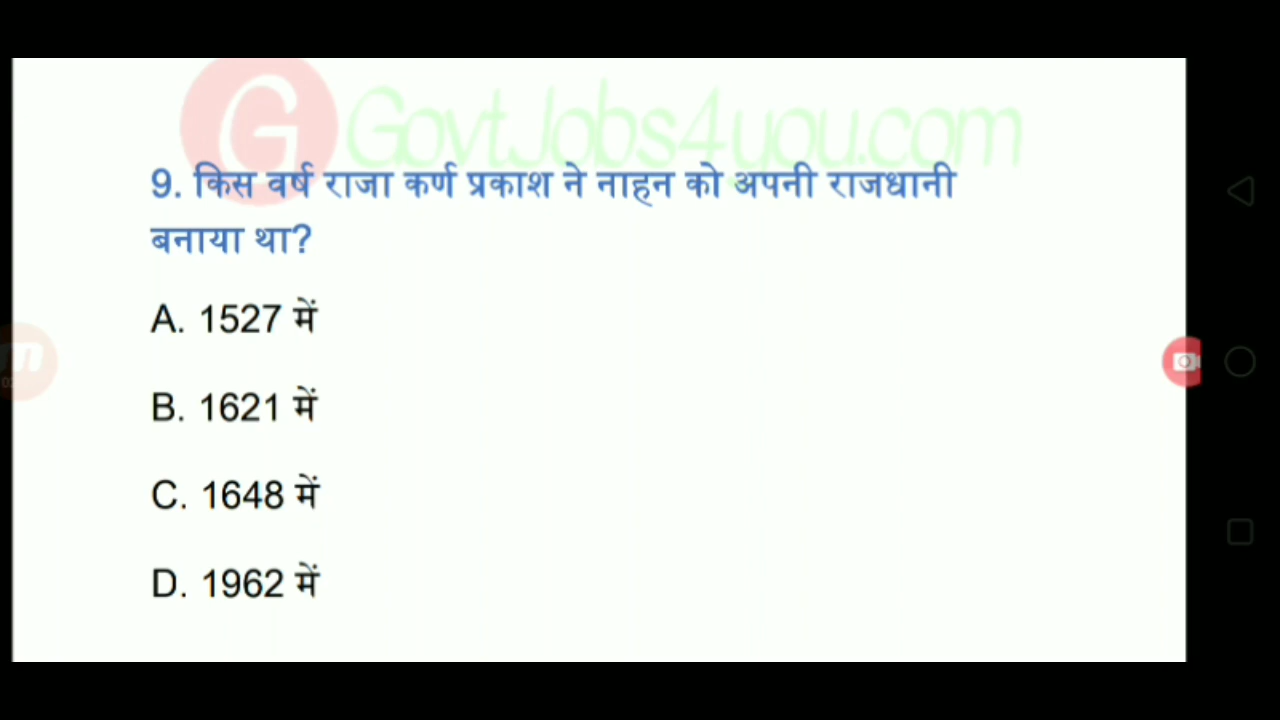 G GovtJobs4you.com
9. किस वर्ष राजा कर्ण प्रकाश ने नाहन को अपनी राजधानी
बनाया था?
A. 1527 में
B. 1621 में
C. 1648 में
D. 1962 में